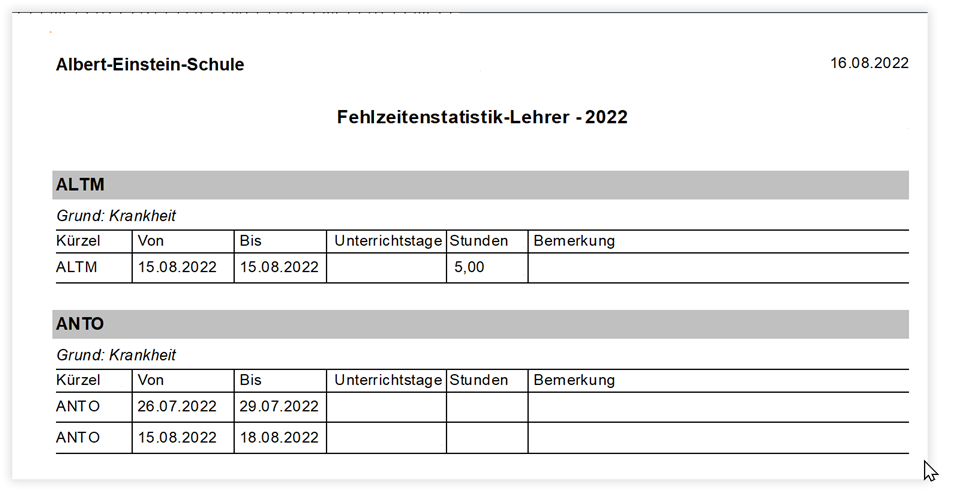 Albert-Einstein-Schule 16.08.2022
Fehlzeitenstatistik-Lehrer - 2022
ALTM
Grund: Krankheit
Kürzel Von Bis Unterrichtstage Stunden Bemerkung
ALTM 15.08.2022 15.08.2022 5,00
ANTO
Grund: Krankheit
Kürzel Von Bis Unterrichtstage Stunden Bemerkung
ANTO 26.07.2022 29.07.2022
ANTO 15.08.2022 18.08.2022